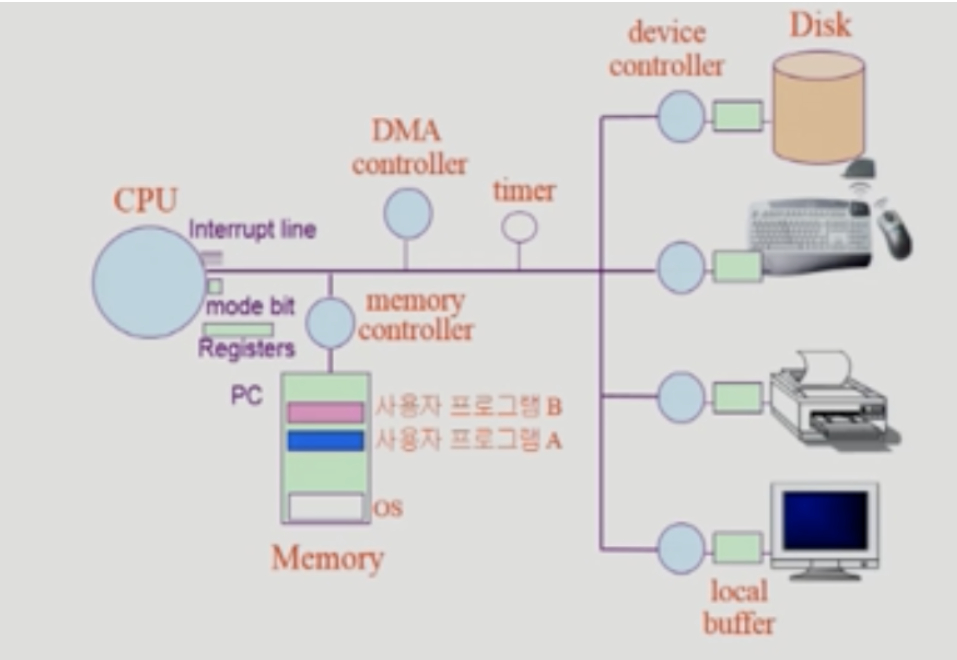 device
controller
Disk
DMA
controller
timer
CPU
Interrupt line
mode bit
Registers
PC
memory
controller
사용자 프로그램 B
사용자 프로그램 A
OS
Memory
local
buffer